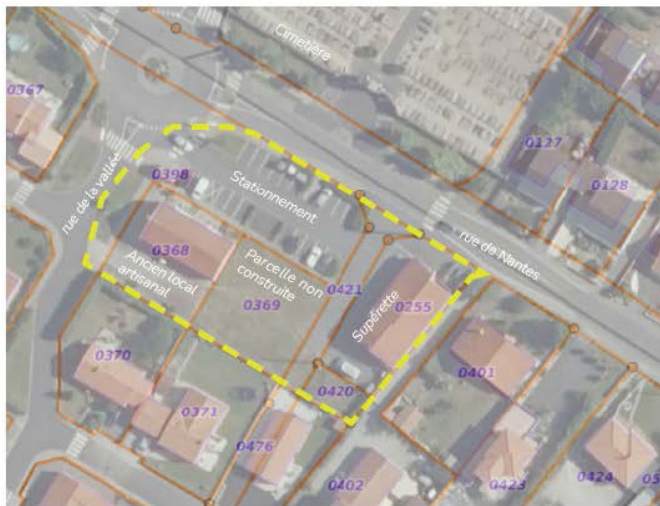 Cimetière
0367
0127
0128
rue de la vallée
0398
Stationnement
rue de Nantes
0368
Parcelle non
construite
Ancien local
artisanal
0369
0421
Supérette
0255
0370
0371
0420
0401
0476
0402
0423
0424